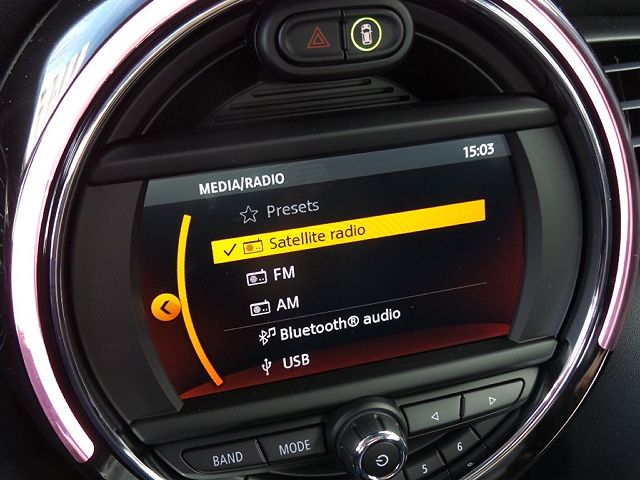 15:03
MEDIA/RADIO
Presets
Satellite radio
FM
AM
Bluetooth® audio
USB
BAND
MODE
5
6